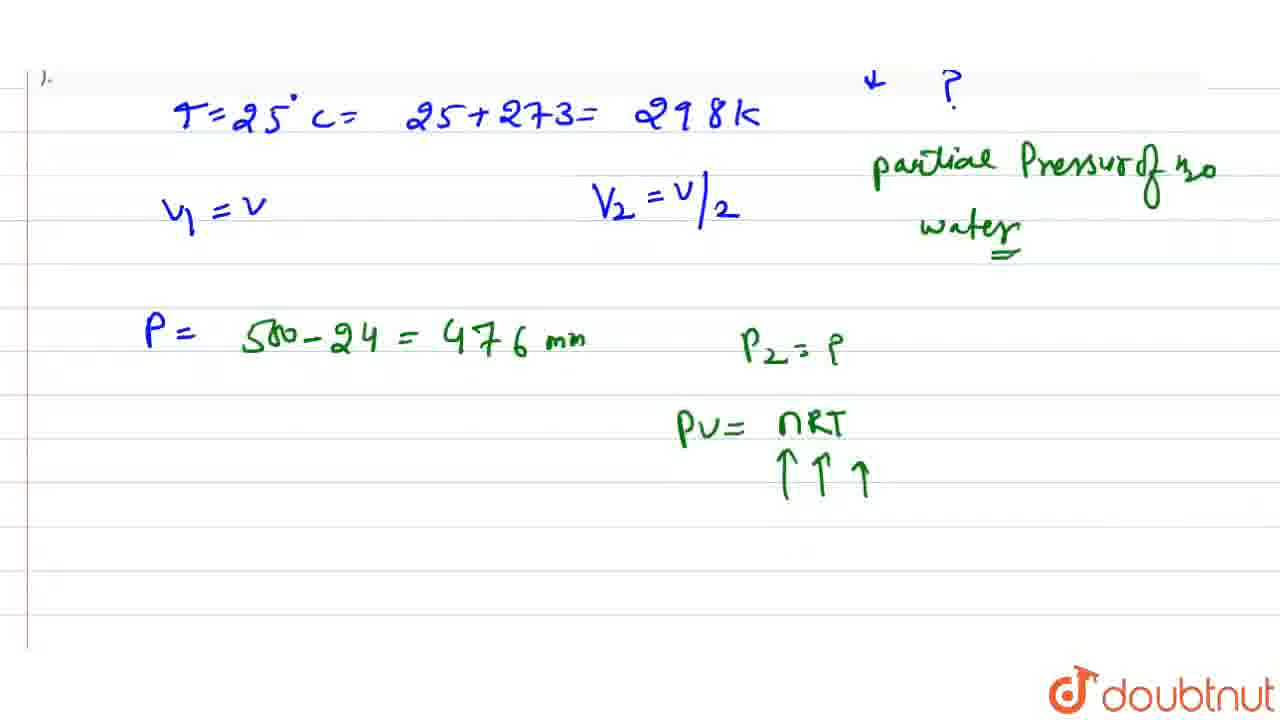 ).
?
T = 25° C = 25 + 273 = 298 K
partial Pressur of H2O
V1 = V V2 = V/2
water
P = 500 - 24 = 476 mm
P2 = P
PV = nRT
doubtnut